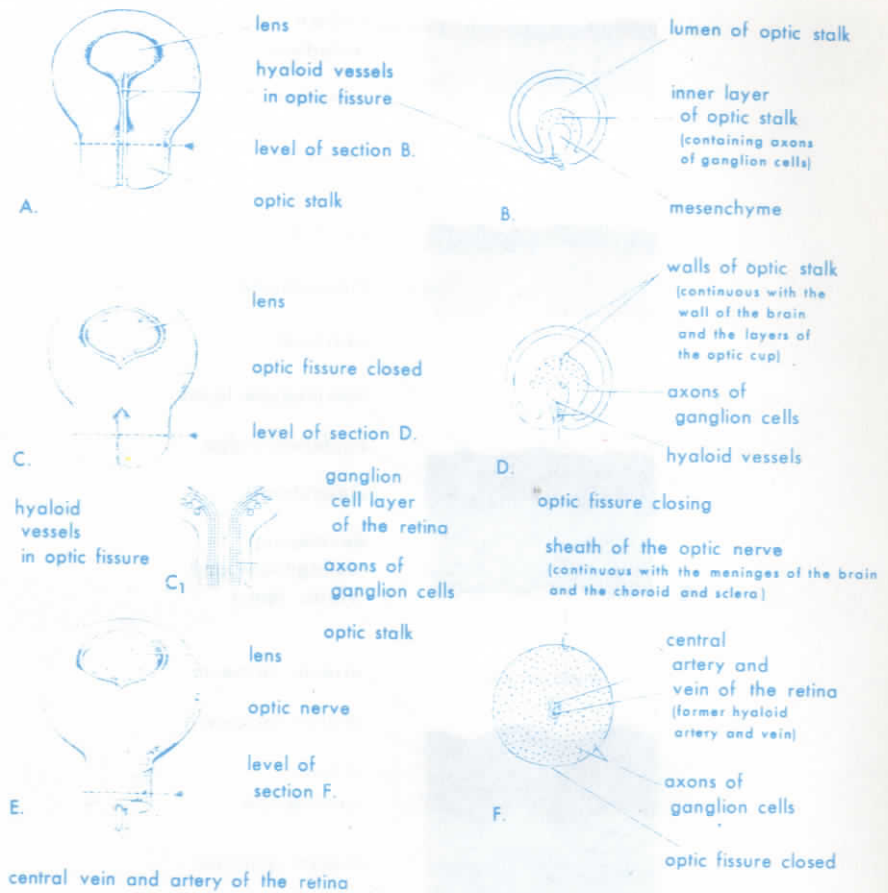 lens
hyaloid vessels
in optic fissure
level of section B.
optic stalk
A.
lumen of optic stalk
inner layer
of optic stalk
(containing axons
of ganglion cells)
mesenchyme
B.
lens
optic fissure closed
level of section D.
C.
walls of optic stalk
(continuous with the
wall of the brain
and the layers of
the optic cup)
axons of
ganglion cells
hyaloid vessels
D.
optic fissure closing
hyaloid
vessels
in optic fissure
C1
ganglion
cell layer
of the retina
axons of
ganglion cells
optic stalk
sheath of the optic nerve
(continuous with the meninges of the brain
and the choroid and sclera)
lens
optic nerve
level of
section F.
E.
central vein and artery of the retina
central
artery and
vein of the retina
(former hyaloid
artery and vein)
axons of
ganglion cells
F.
optic fissure closed